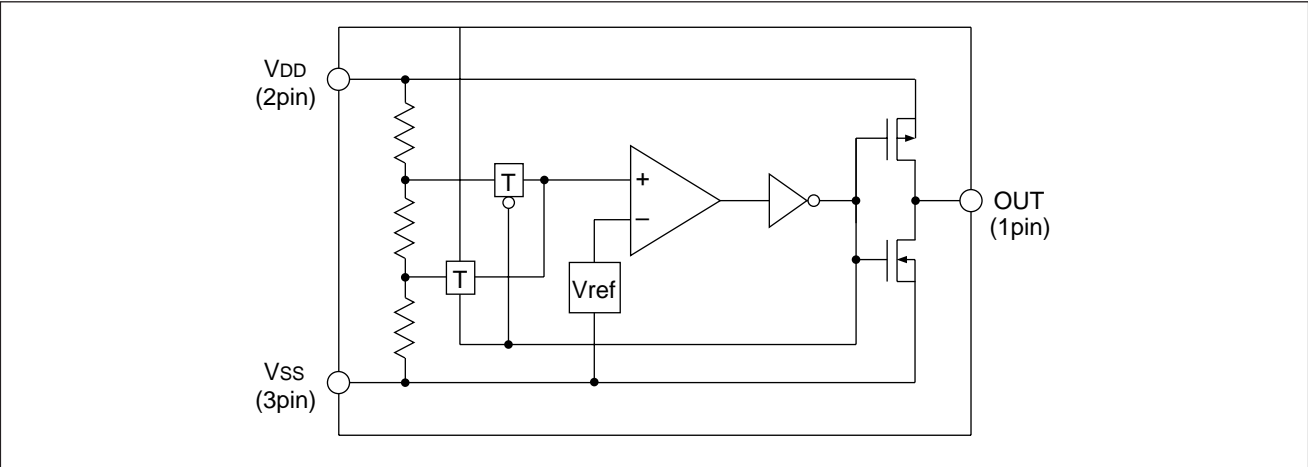 VDD
(2pin)
T
+
−
OUT
(1pin)
T
Vref
VSS
(3pin)